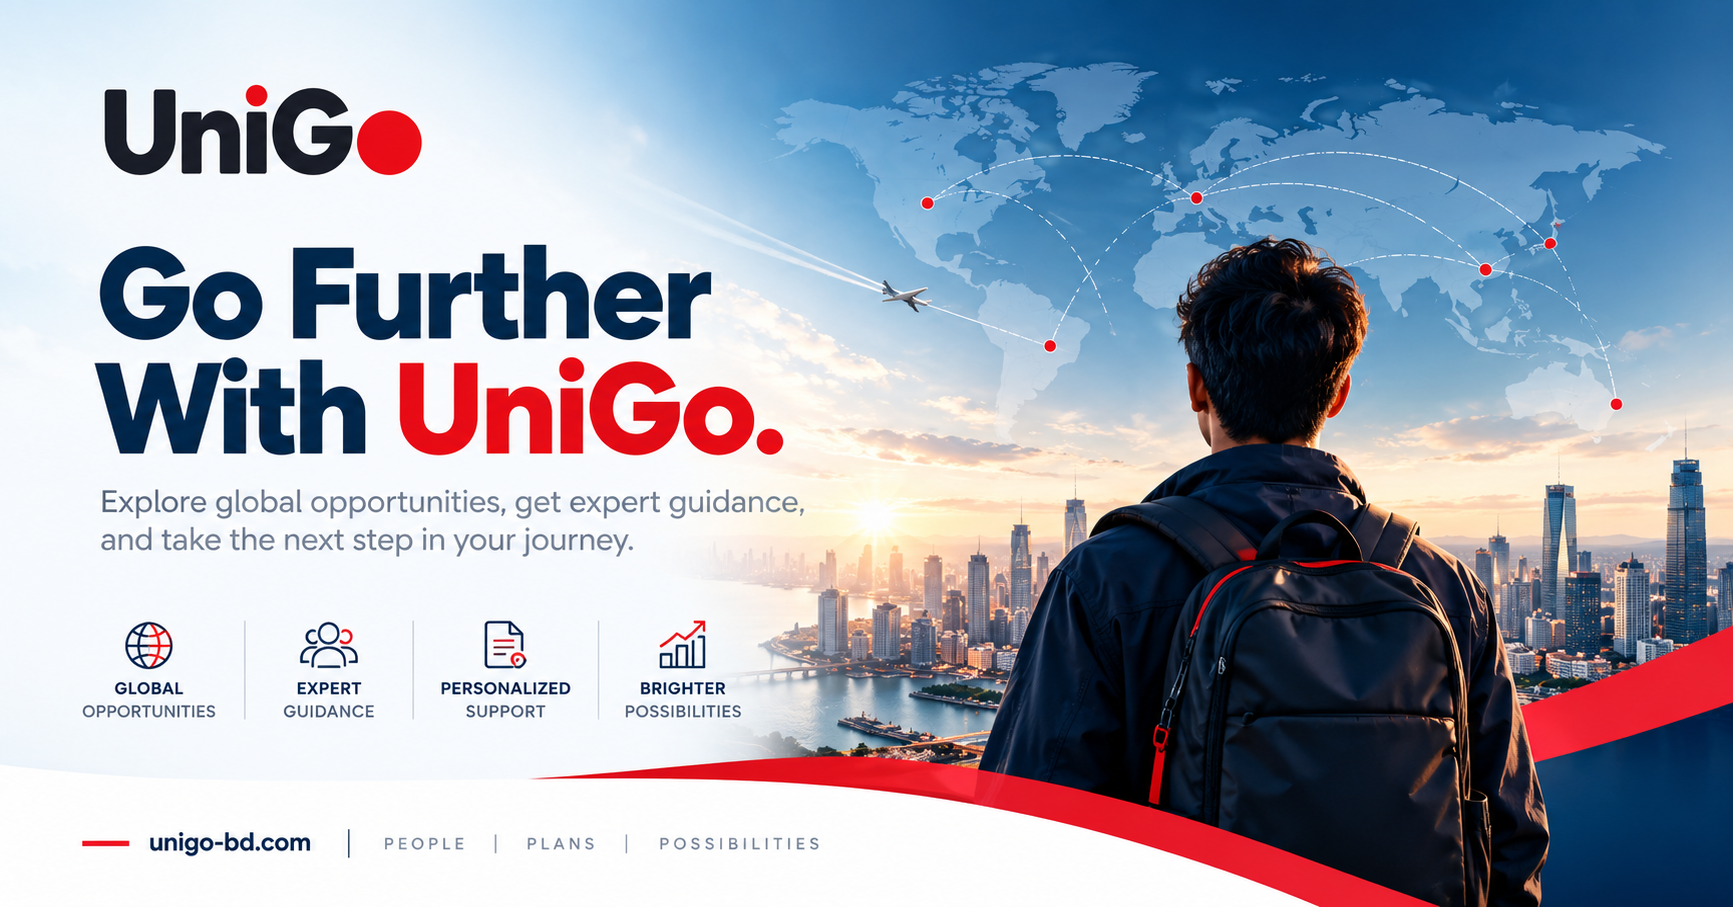 UniGo
Go Further
With UniGo.
Explore global opportunities, get expert guidance,
and take the next step in your journey.
GLOBAL
OPPORTUNITIES
EXPERT
GUIDANCE
PERSONALIZED
SUPPORT
BRIGHTER
POSSIBILITIES
unigo-bd.com | PEOPLE | PLANS | POSSIBILITIES